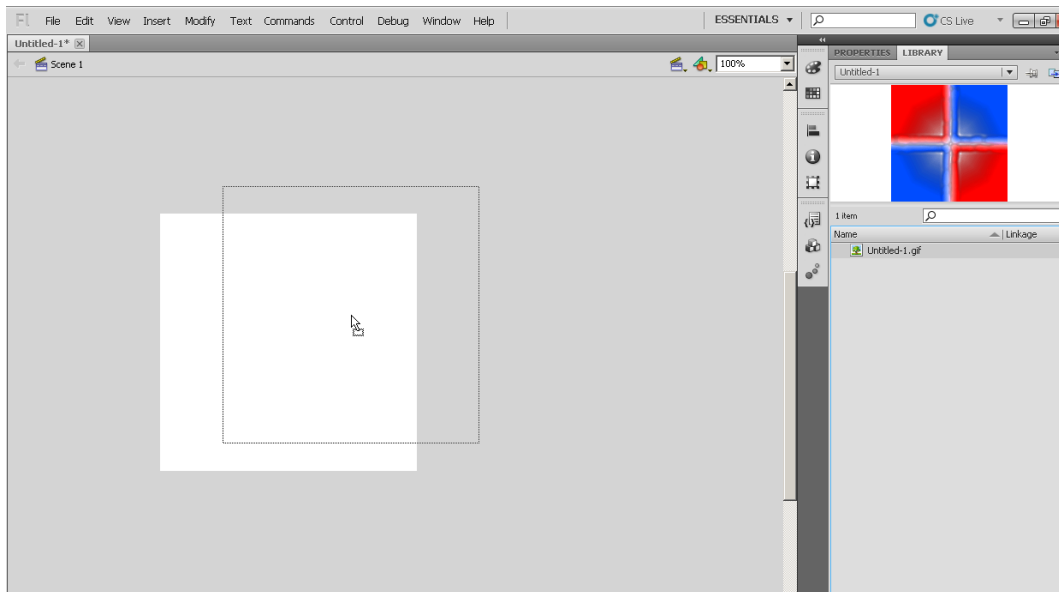 Fl File Edit View Insert Modify Text Commands Control Debug Window Help ESSENTIALS CS Live
Untitled-1*
Scene 1 100%
PROPERTIES LIBRARY
Untitled-1
1 item
Name Linkage
Untitled-1.gif